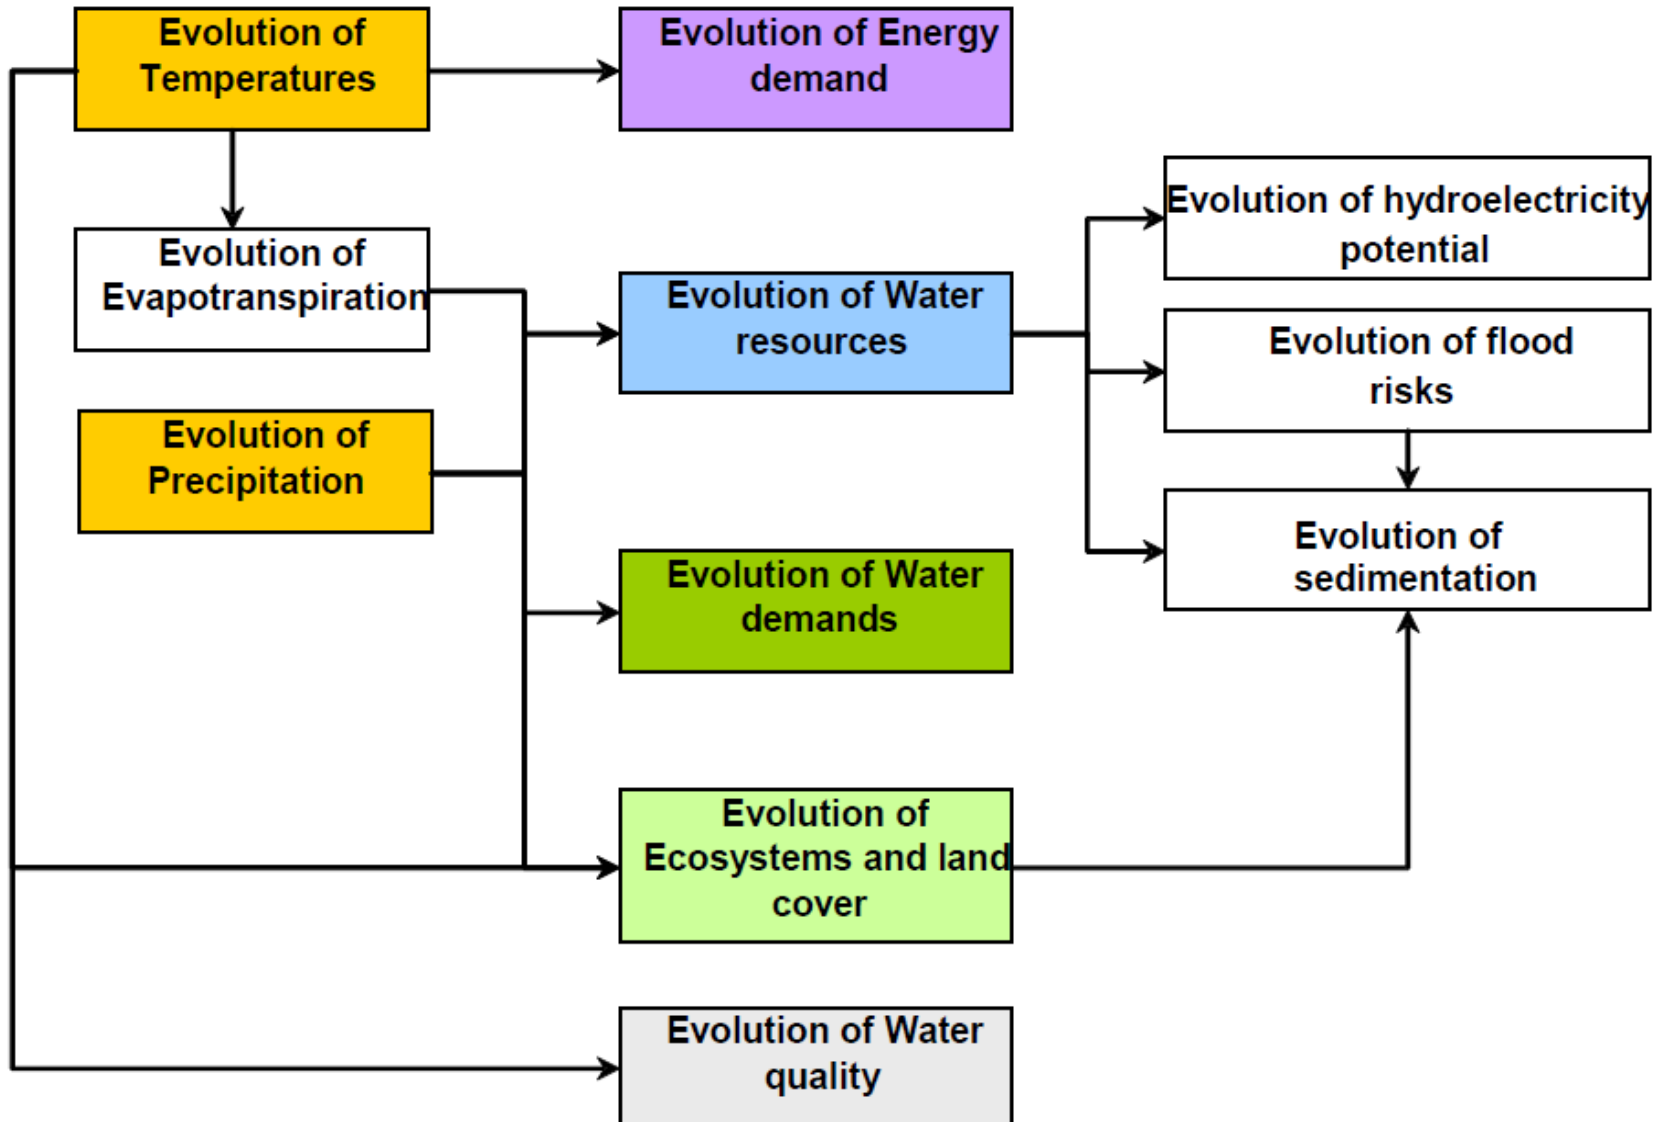 Evolution of
Temperatures
Evolution of Energy
demand
Evolution of hydroelectricity
potential
Evolution of
Evapotranspiration
Evolution of Water
resources
Evolution of flood
risks
Evolution of
Precipitation
Evolution of
sedimentation
Evolution of Water
demands
Evolution of
Ecosystems and land
cover
Evolution of Water
quality